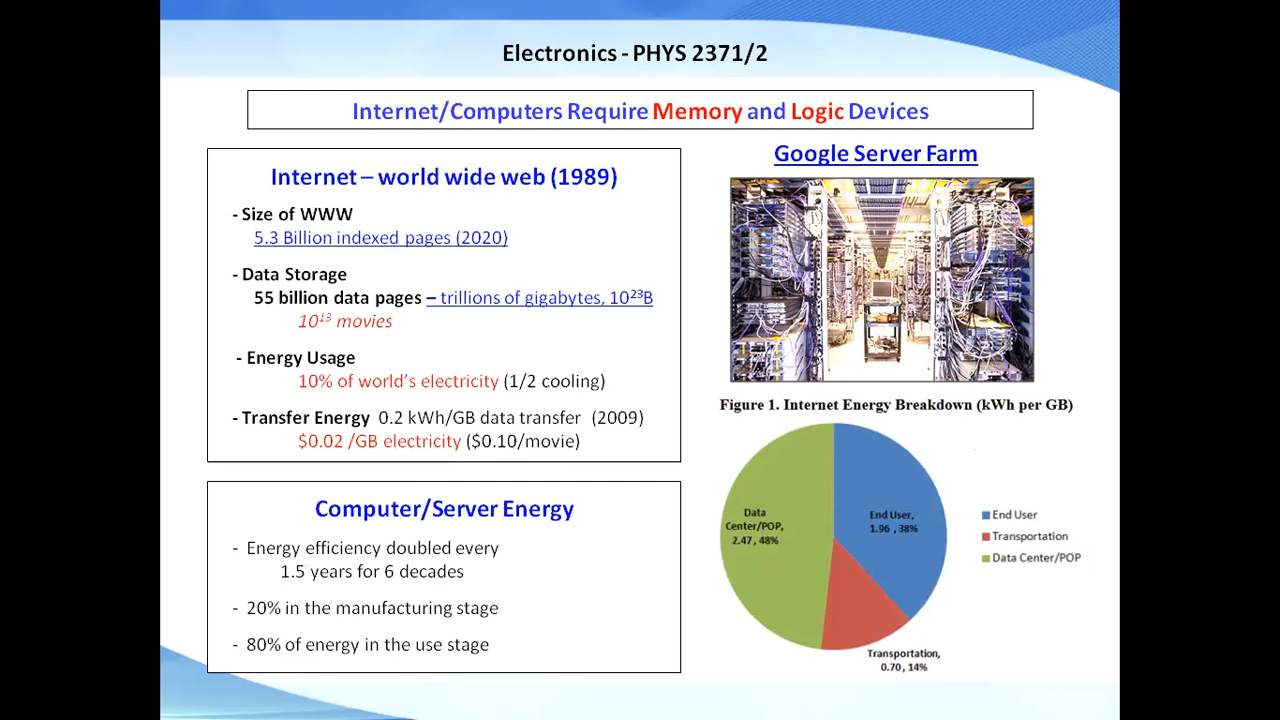 Electronics - PHYS 2371/2
Internet/Computers Require Memory and Logic Devices
Internet – world wide web (1989)
- Size of WWW
5.3 Billion indexed pages (2020)
- Data Storage
55 billion data pages – trillions of gigabytes, 10²³B
10¹³ movies
- Energy Usage
10% of world's electricity (1/2 cooling)
- Transfer Energy 0.2 kWh/GB data transfer (2009)
$0.02 /GB electricity ($0.10/movie)
Computer/Server Energy
- Energy efficiency doubled every
1.5 years for 6 decades
- 20% in the manufacturing stage
- 80% of energy in the use stage
Google Server Farm
Figure 1. Internet Energy Breakdown (kWh per GB)
Data
Center/POP,
2.47, 48%
End User,
1.96, 38%
Transportation,
0.70, 14%
End User
Transportation
Data Center/POP